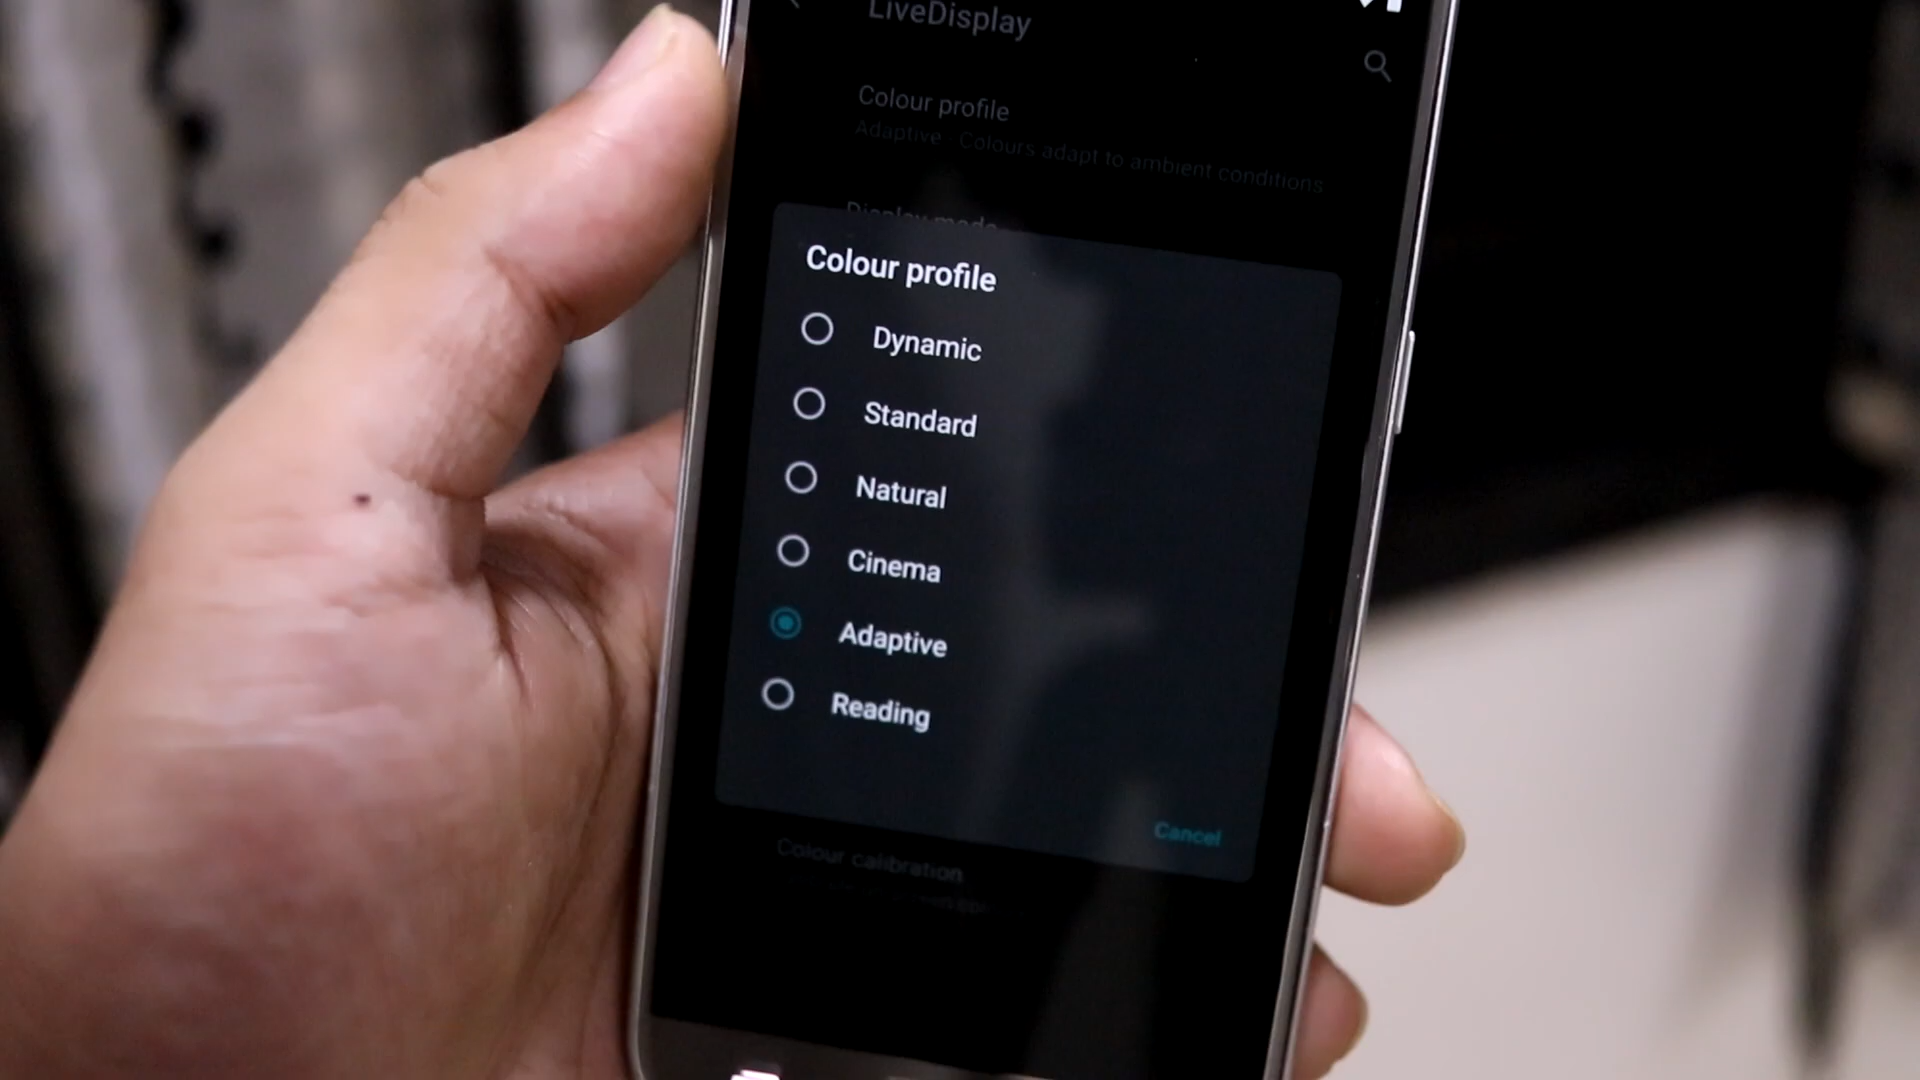 LiveDisplay
Colour profile
Adaptive - Colours adapt to ambient conditions
Display mode
Colour profile
Dynamic
Standard
Natural
Cinema
Adaptive
Reading
Cancel
Colour calibration